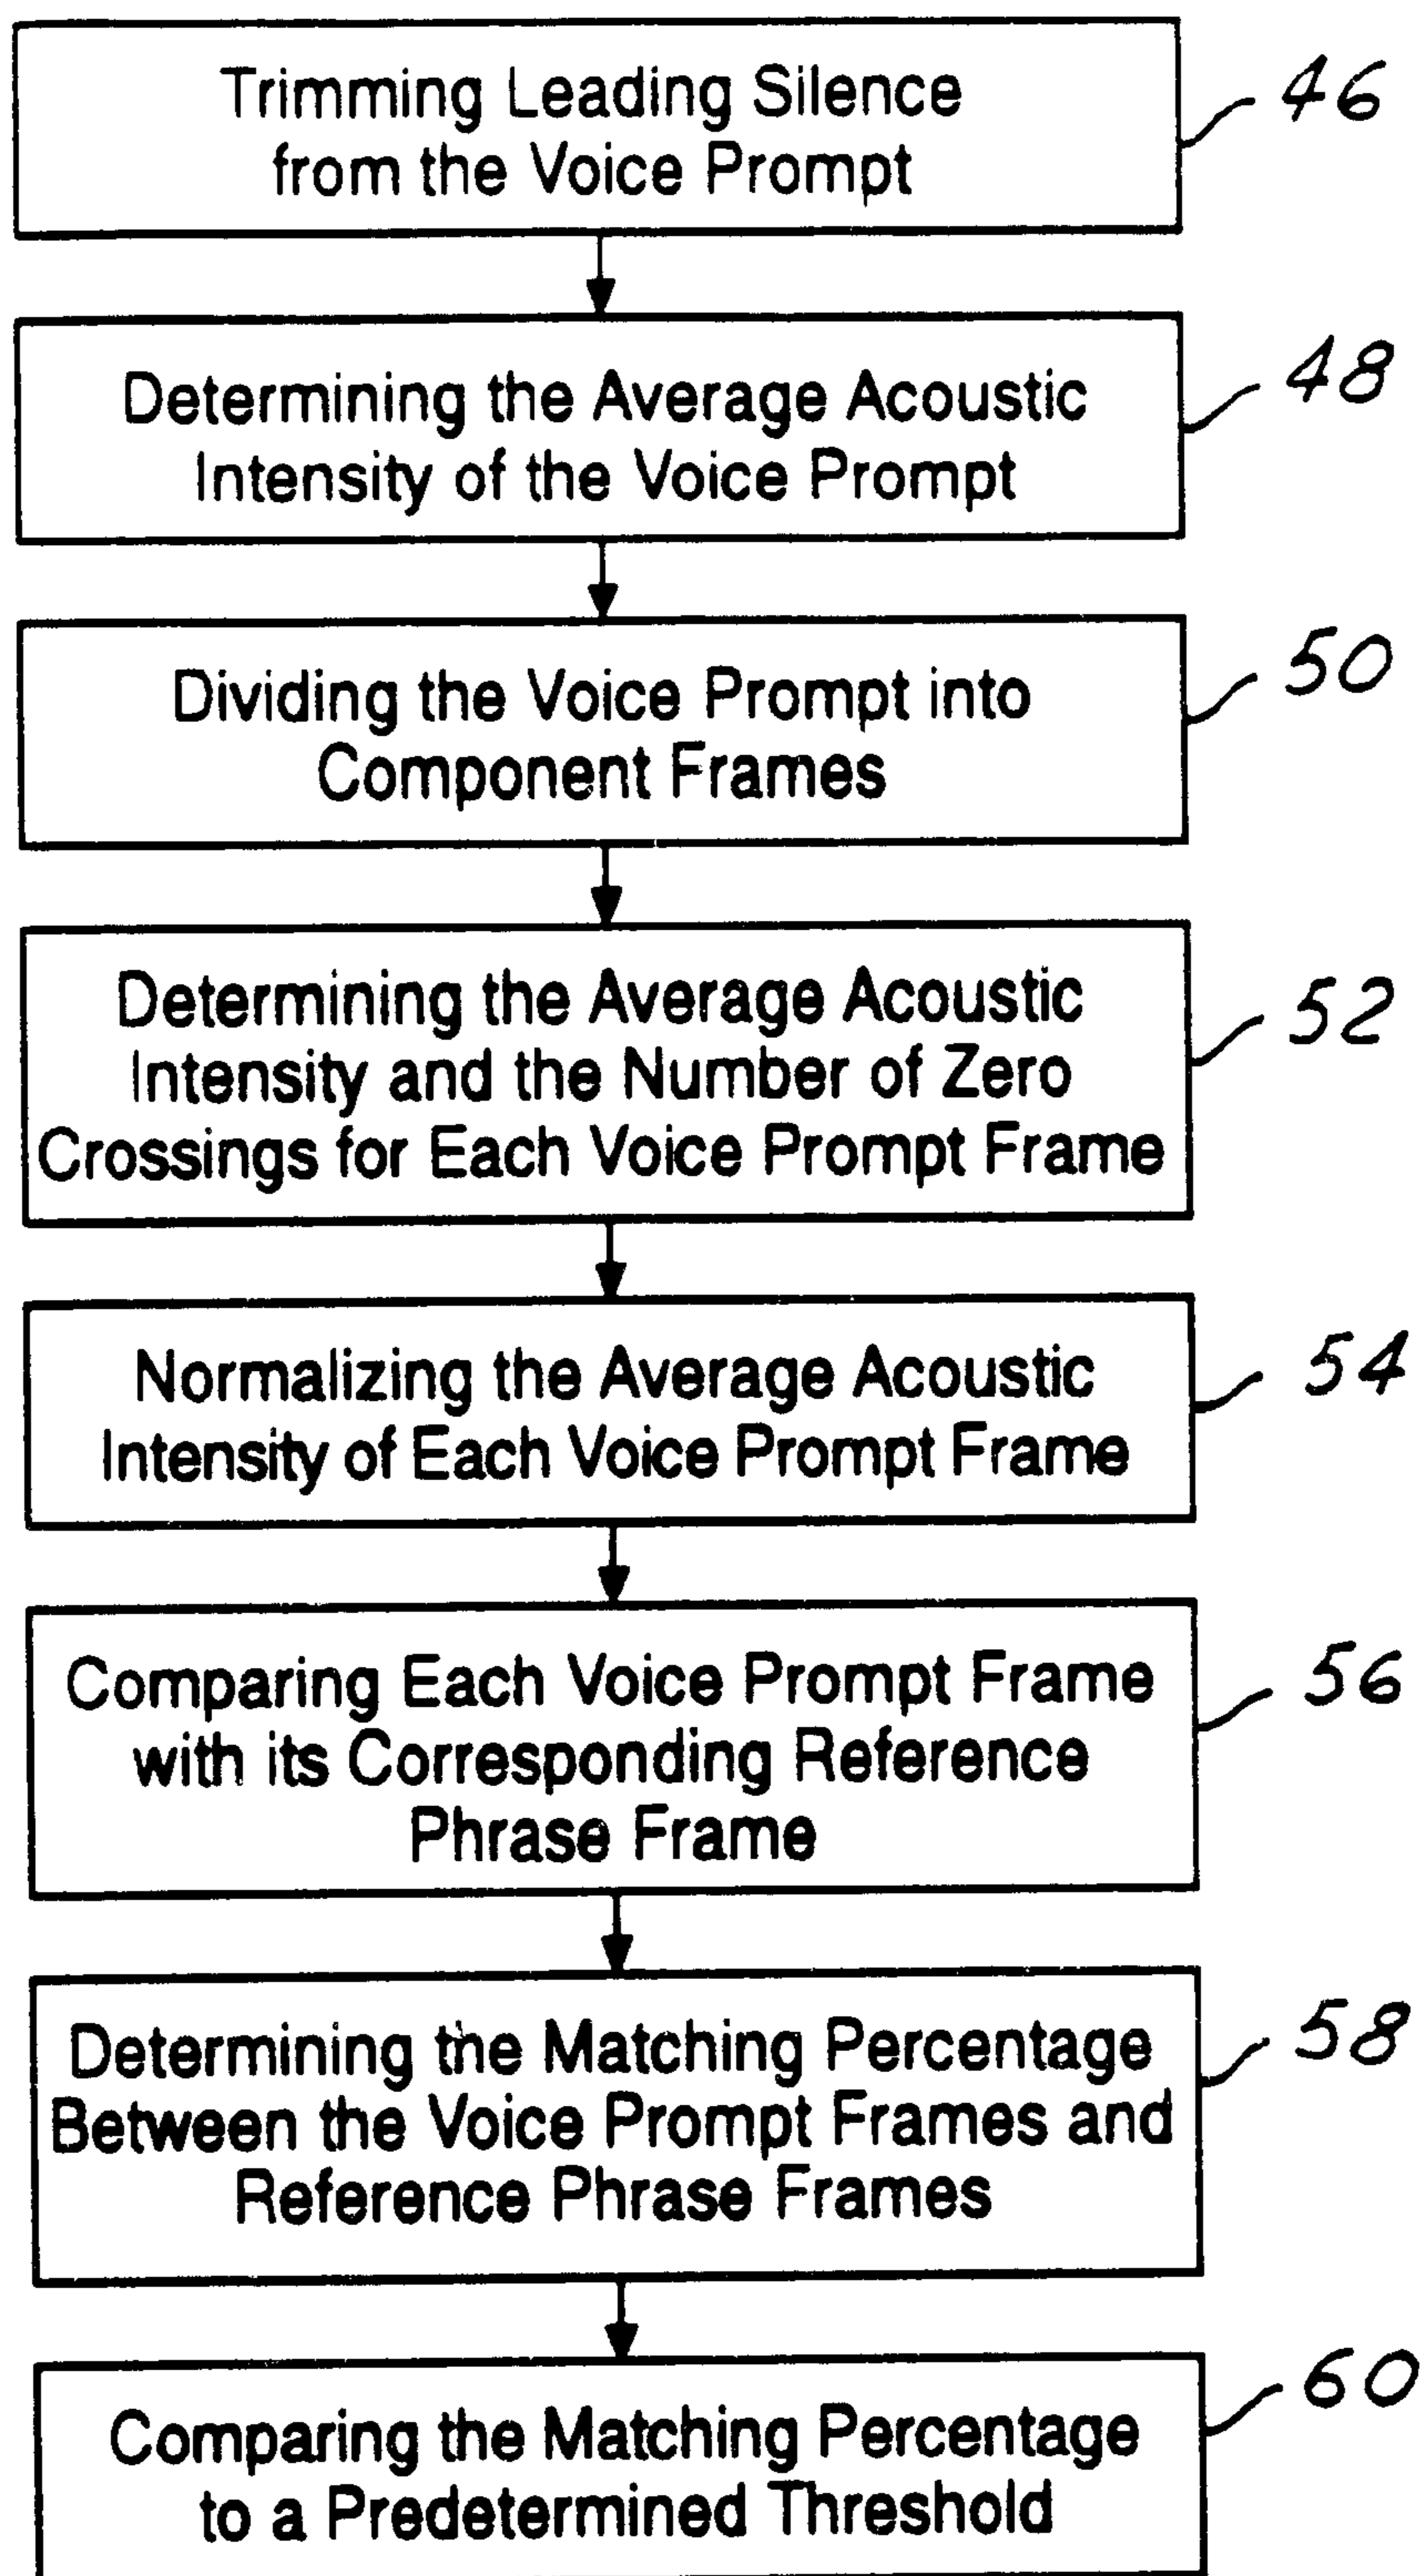 Trimming Leading Silence
from the Voice Prompt
46
Determining the Average Acoustic
Intensity of the Voice Prompt
48
Dividing the Voice Prompt into
Component Frames
50
Determining the Average Acoustic
Intensity and the Number of Zero
Crossings for Each Voice Prompt Frame
52
Normalizing the Average Acoustic
Intensity of Each Voice Prompt Frame
54
Comparing Each Voice Prompt Frame
with its Corresponding Reference
Phrase Frame
56
Determining the Matching Percentage
Between the Voice Prompt Frames and
Reference Phrase Frames
58
Comparing the Matching Percentage
to a Predetermined Threshold
60